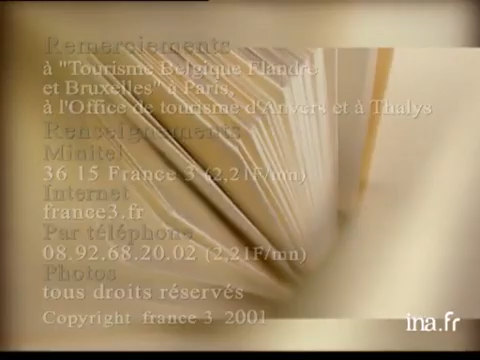 Remerciements
à "Tourisme Belgique Flandre
et Bruxelles" à Paris,
à l'Office de tourisme d'Anvers et à Thalys
Renseignements
Minitel
36 15 France 3 (2,21F/mn)
Internet
france3.fr
Par téléphone
08.92.68.20.02 (2,21F/mn)
Photos
tous droits réservés
Copyright france 3 2001
ina.fr